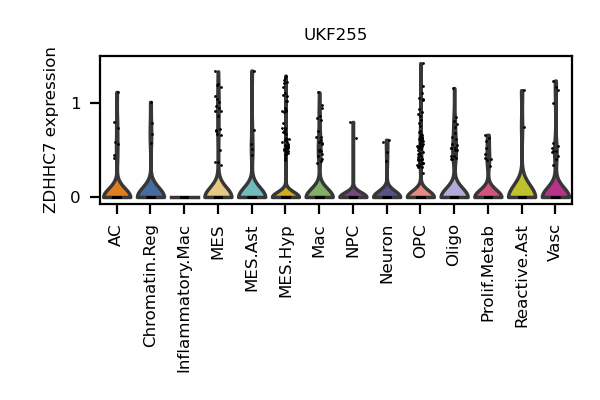 UKF255
ZDHHC7 expression
1
0
AC
Chromatin.Reg
Inflammatory.Mac
MES
MES.Ast
MES.Hyp
Mac
NPC
Neuron
OPC
Oligo
Prolif.Metab
Reactive.Ast
Vasc